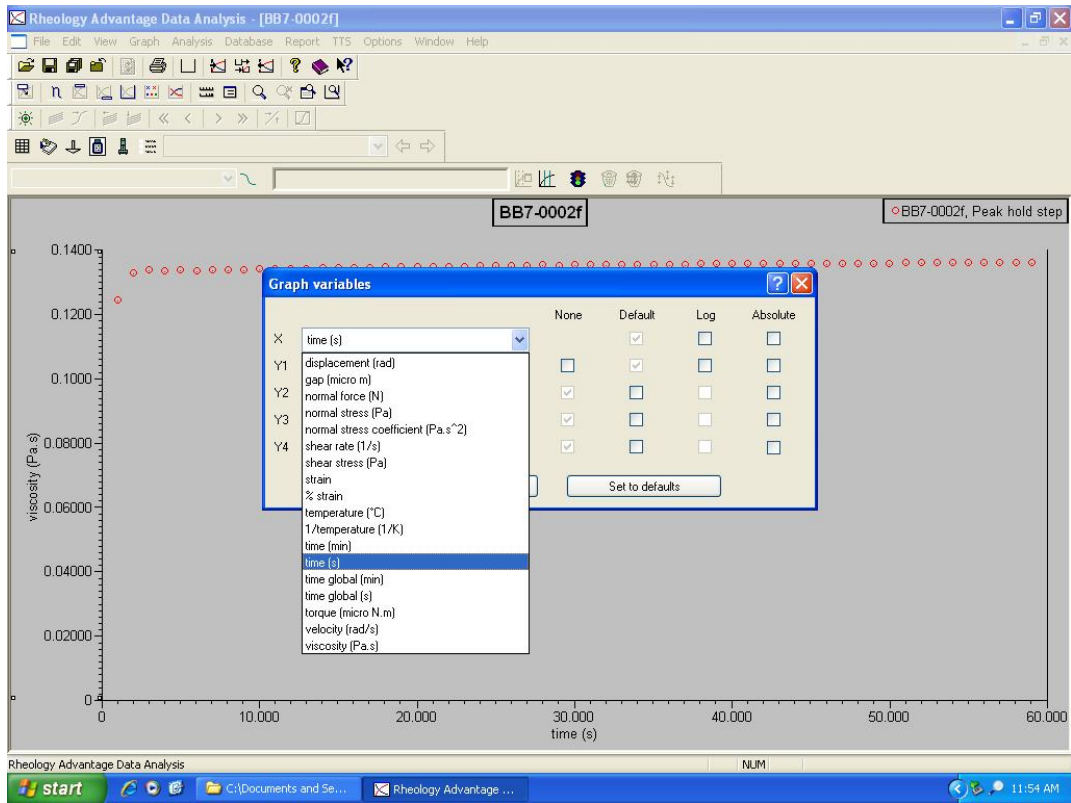 Rheology Advantage Data Analysis - [BB7-0002f]
File Edit View Graph Analysis Database Report TTS Options Window Help
BB7-0002f
BB7-0002f, Peak hold step
0.1400
0.1200
0.1000
0.08000
0.06000
0.04000
0.02000
0
viscosity (Pa.s)
Graph variables
None Default Log Absolute
X time (s)
Y1
Y2
Y3
Y4
displacement (rad)
gap (micro m)
normal force (N)
normal stress (Pa)
normal stress coefficient (Pa.s^2)
shear rate (1/s)
shear stress (Pa)
strain
% strain
temperature (°C)
1/temperature (1/K)
time (min)
time (s)
time global (min)
time global (s)
torque (micro N.m)
velocity (rad/s)
viscosity (Pa.s)
Set to defaults
0 10.000 20.000 30.000 40.000 50.000 60.000
time (s)
Rheology Advantage Data Analysis NUM
start C:\Documents and Se... Rheology Advantage ... 11:54 AM